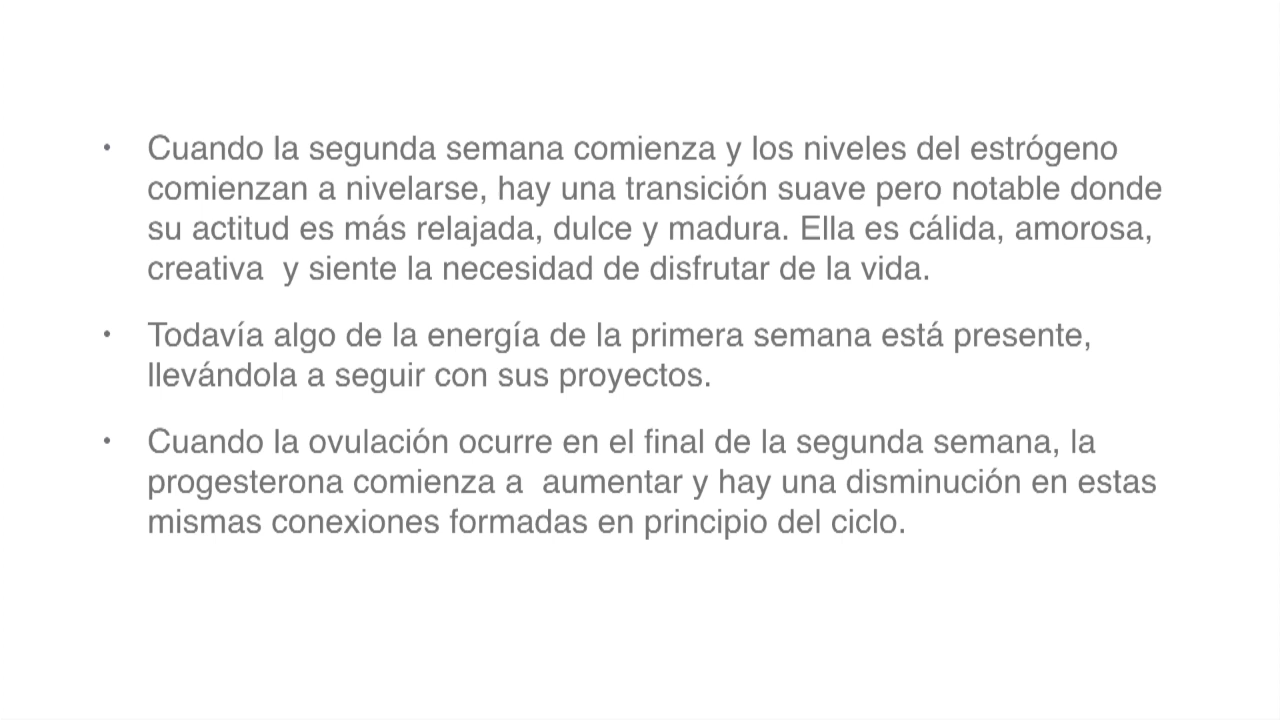 • Cuando la segunda semana comienza y los niveles del estrógeno
comienzan a nivelarse, hay una transición suave pero notable donde
su actitud es más relajada, dulce y madura. Ella es cálida, amorosa,
creativa  y siente la necesidad de disfrutar de la vida.
• Todavía algo de la energía de la primera semana está presente,
llevándola a seguir con sus proyectos.
• Cuando la ovulación ocurre en el final de la segunda semana, la
progesterona comienza a  aumentar y hay una disminución en estas
mismas conexiones formadas en principio del ciclo.